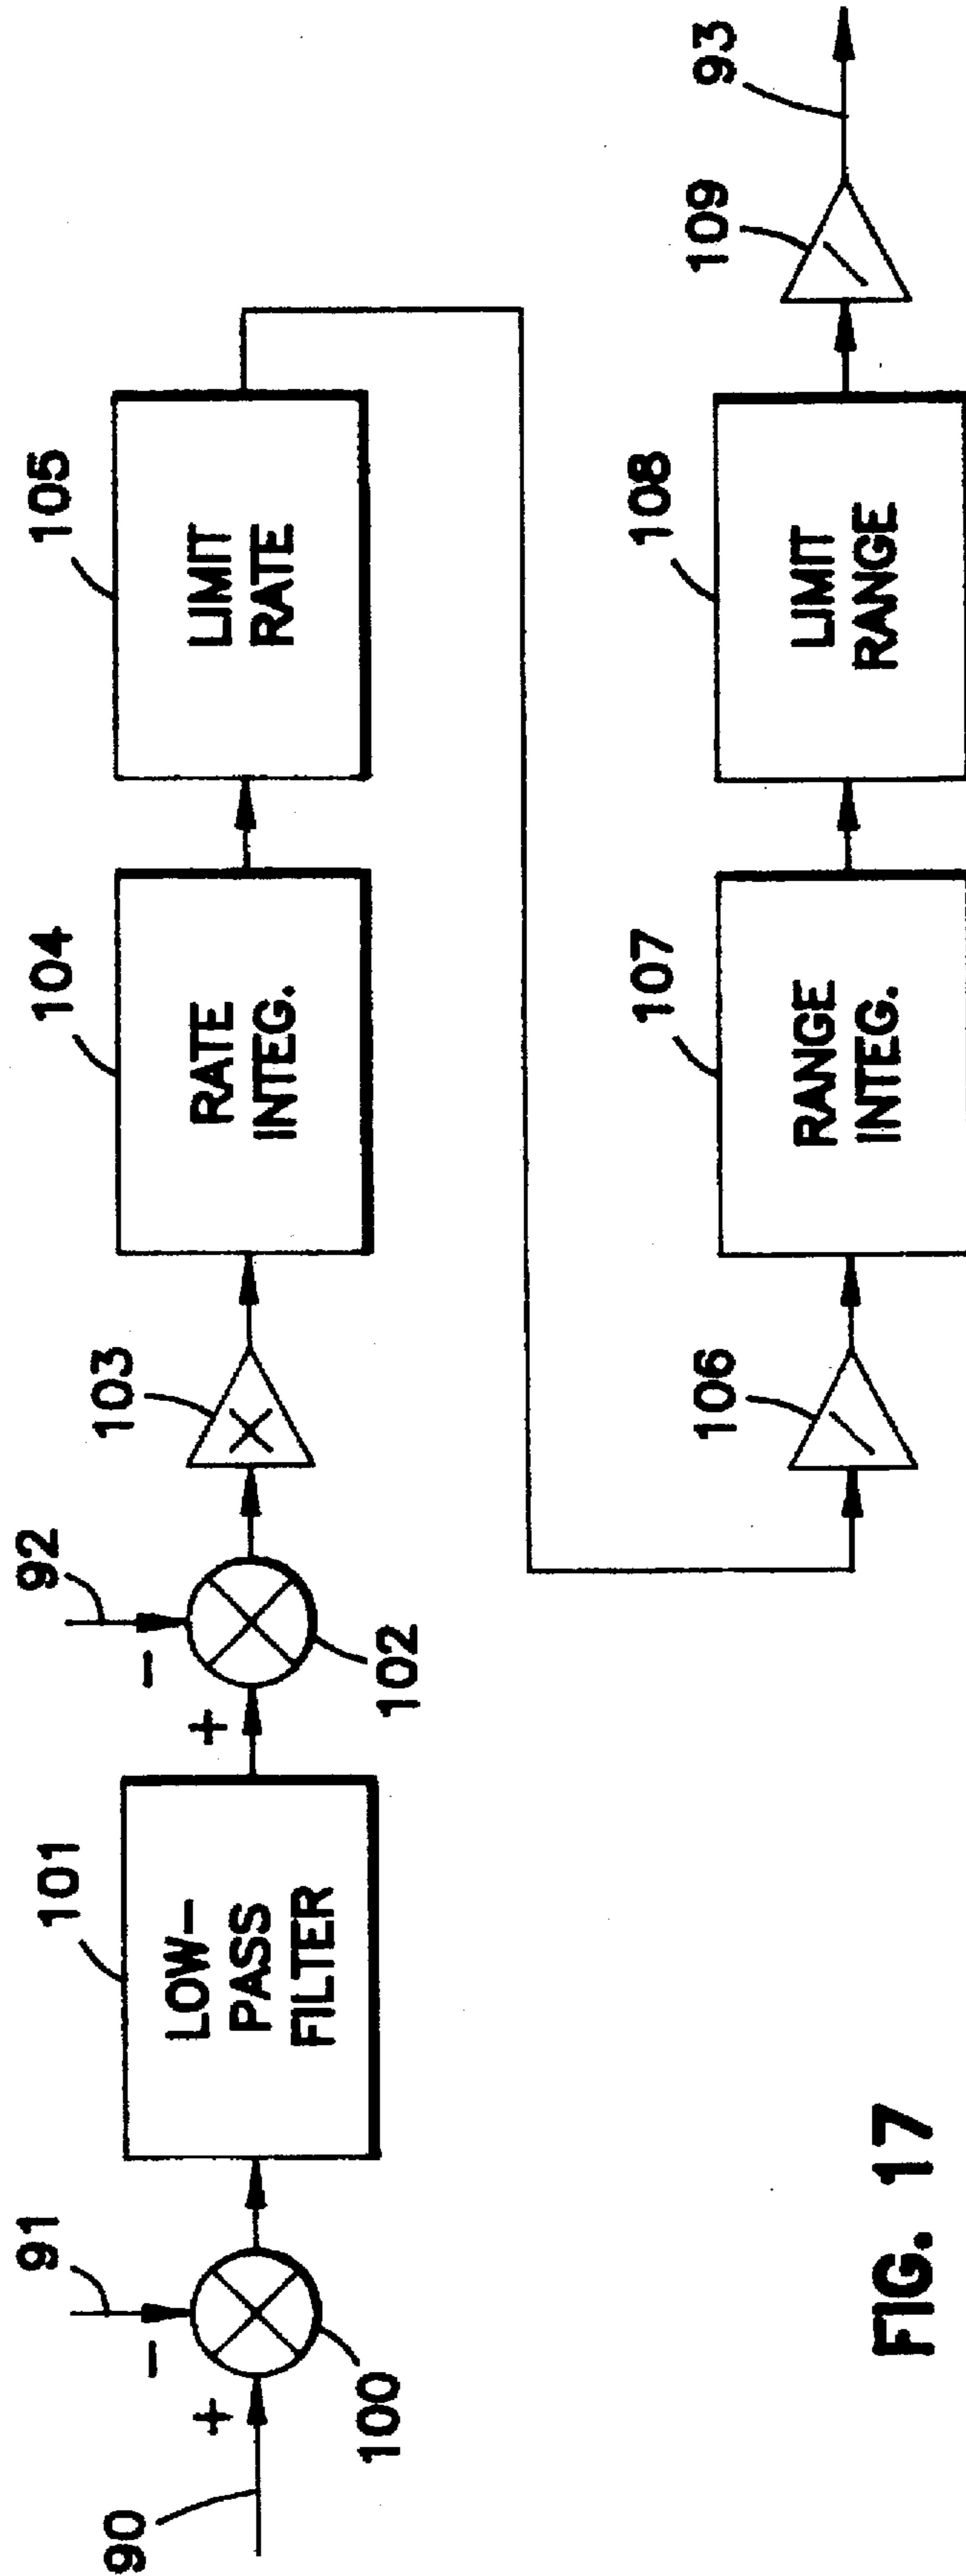 90
+
-
91
100
101
LOW-
PASS
FILTER
+
-
92
102
103
X
104
RATE
INTEG.
105
LIMIT
RATE
106
/
107
RANGE
INTEG.
108
LIMIT
RANGE
109
/
93
FIG. 17